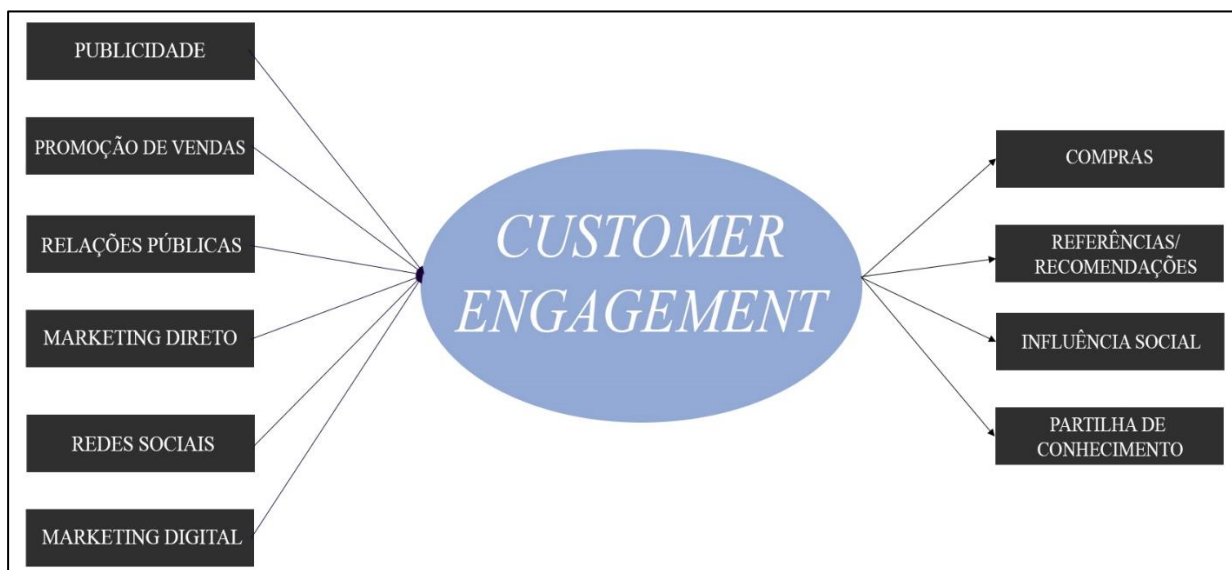 PUBLICIDADE
PROMOÇÃO DE VENDAS
RELAÇÕES PÚBLICAS
MARKETING DIRETO
REDES SOCIAIS
MARKETING DIGITAL
CUSTOMER
ENGAGEMENT
COMPRAS
REFERÊNCIAS/
RECOMENDAÇÕES
INFLUÊNCIA SOCIAL
PARTILHA DE
CONHECIMENTO